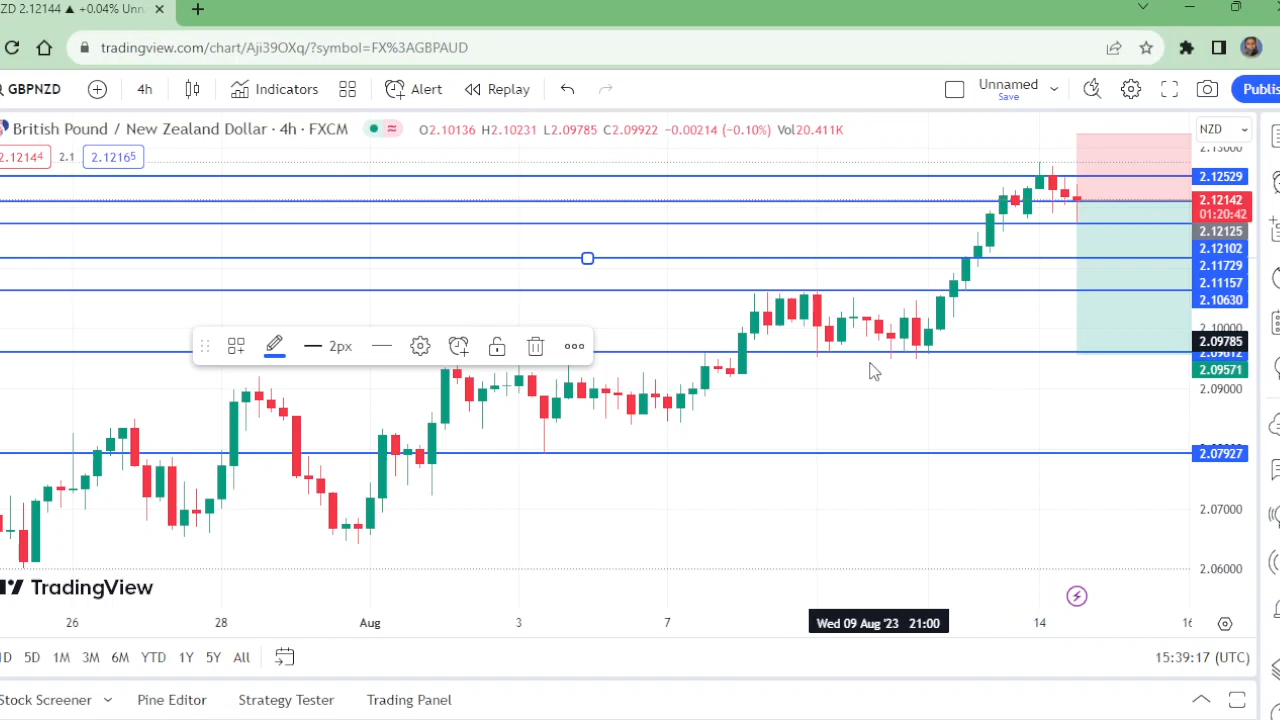 ZD 2.12144 ▲ +0.04% Unn
tradingview.com/chart/Aji39OXq/?symbol=FX%3AGBPAUD
GBPNZD 4h Indicators Alert Replay Unnamed Save Publis
British Pound / New Zealand Dollar · 4h · FXCM O2.10136 H2.10231 L2.09785 C2.09922 −0.00214 (−0.10%) Vol20.411K NZD
2.12144 2.1 2.12165
2.13000
2.12529
2.12142
01:20:42
2.12125
2.12102
2.11729
2.11157
2.10630
2.10000
2.09785
2.09612
2.09571
2.09000
2.07927
2.07000
2.06000
2px
TradingView
26 28 Aug 3 7 Wed 09 Aug '23 21:00 14 16
1D 5D 1M 3M 6M YTD 1Y 5Y All 15:39:17 (UTC)
Stock Screener Pine Editor Strategy Tester Trading Panel